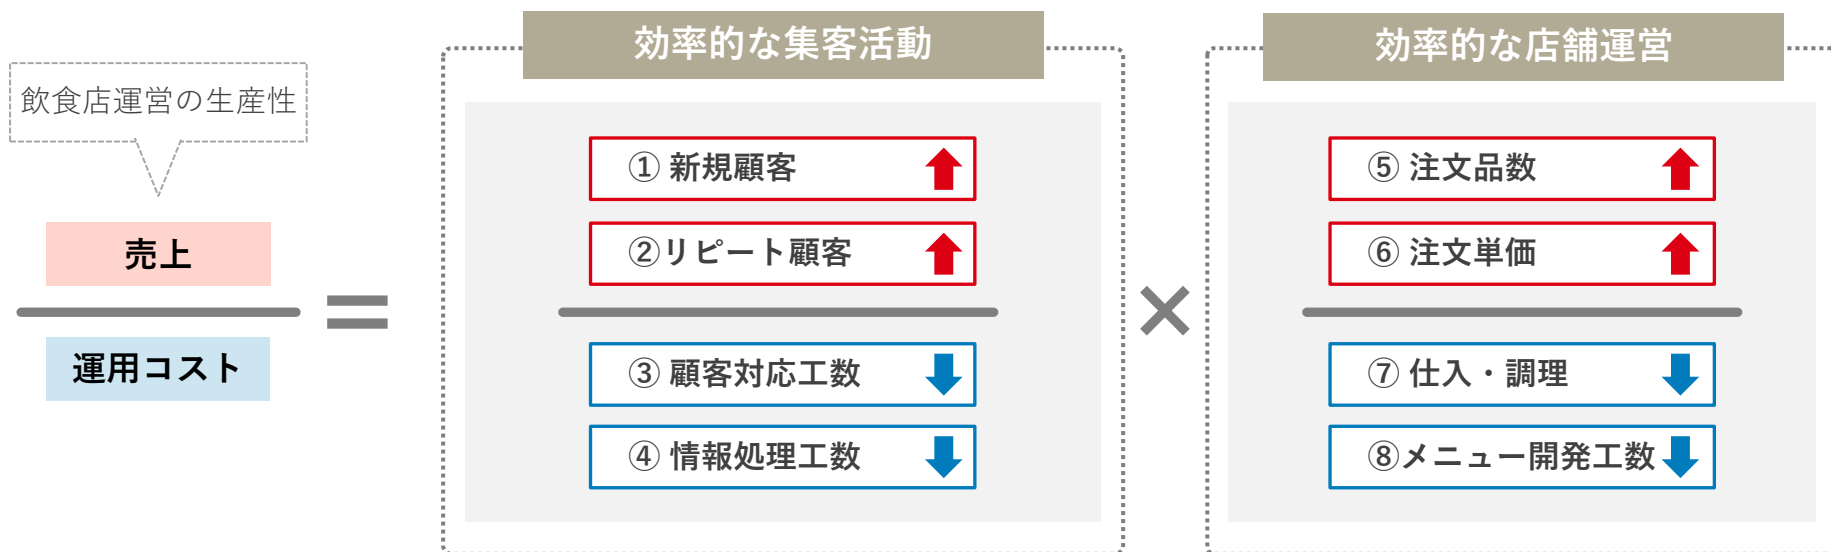 効率的な集客活動
効率的な店舗運営
飲食店運営の生産性
売上
運用コスト
=
① 新規顧客
②リピート顧客
③ 顧客対応工数
④ 情報処理工数
×
⑤ 注文品数
⑥ 注文単価
⑦ 仕入・調理
⑧メニュー開発工数